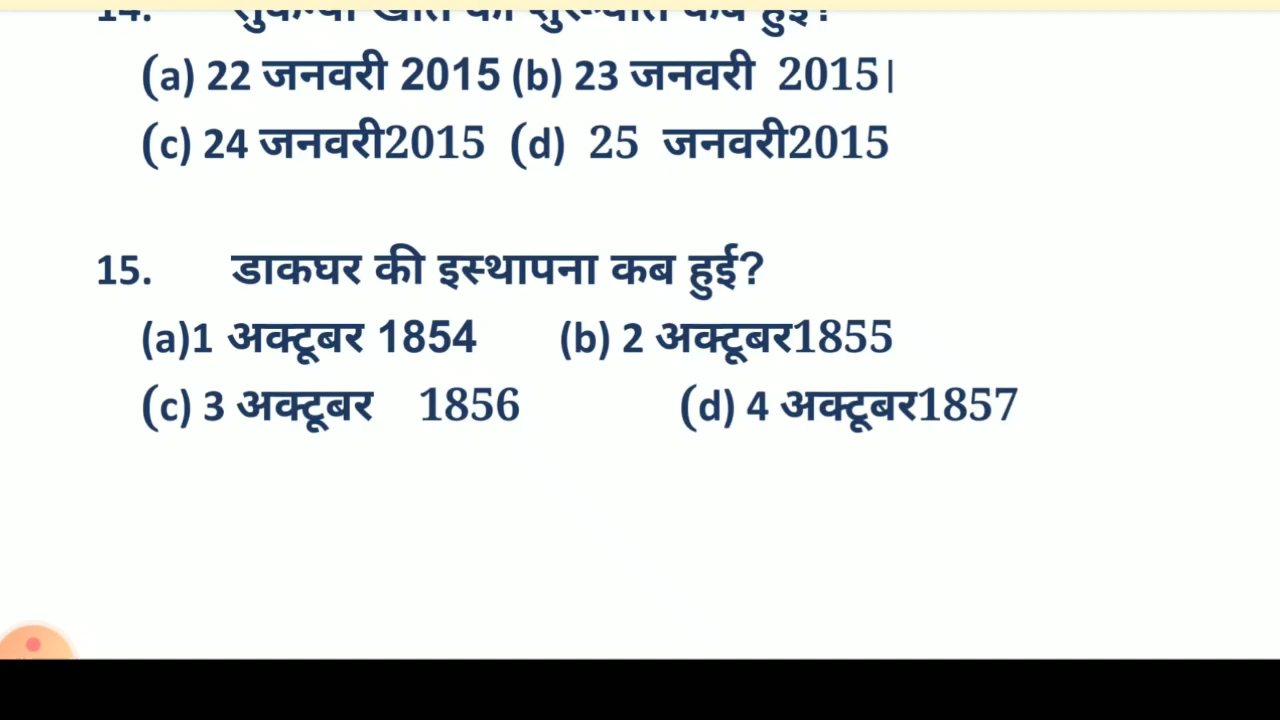 (a) 22 जनवरी 2015 (b) 23 जनवरी 2015|
(c) 24 जनवरी2015 (d) 25 जनवरी2015
15. डाकघर की इस्थापना कब हुई?
(a)1 अक्टूबर 1854 (b) 2 अक्टूबर1855
(c) 3 अक्टूबर 1856 (d) 4 अक्टूबर1857